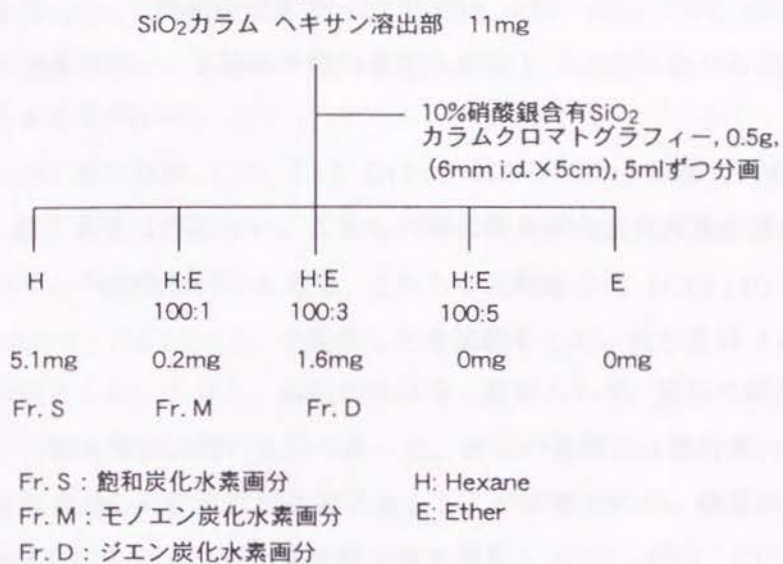 SiO2カラム ヘキサン溶出部 11mg
10%硝酸銀含有SiO2
カラムクロマトグラフィー, 0.5g,
(6mm i.d.×5cm), 5mlずつ分画
H H:E H:E H:E E
100:1 100:3 100:5
5.1mg 0.2mg 1.6mg 0mg 0mg
Fr. S Fr. M Fr. D
Fr. S : 飽和炭化水素画分 H: Hexane
Fr. M : モノエン炭化水素画分 E: Ether
Fr. D : ジエン炭化水素画分